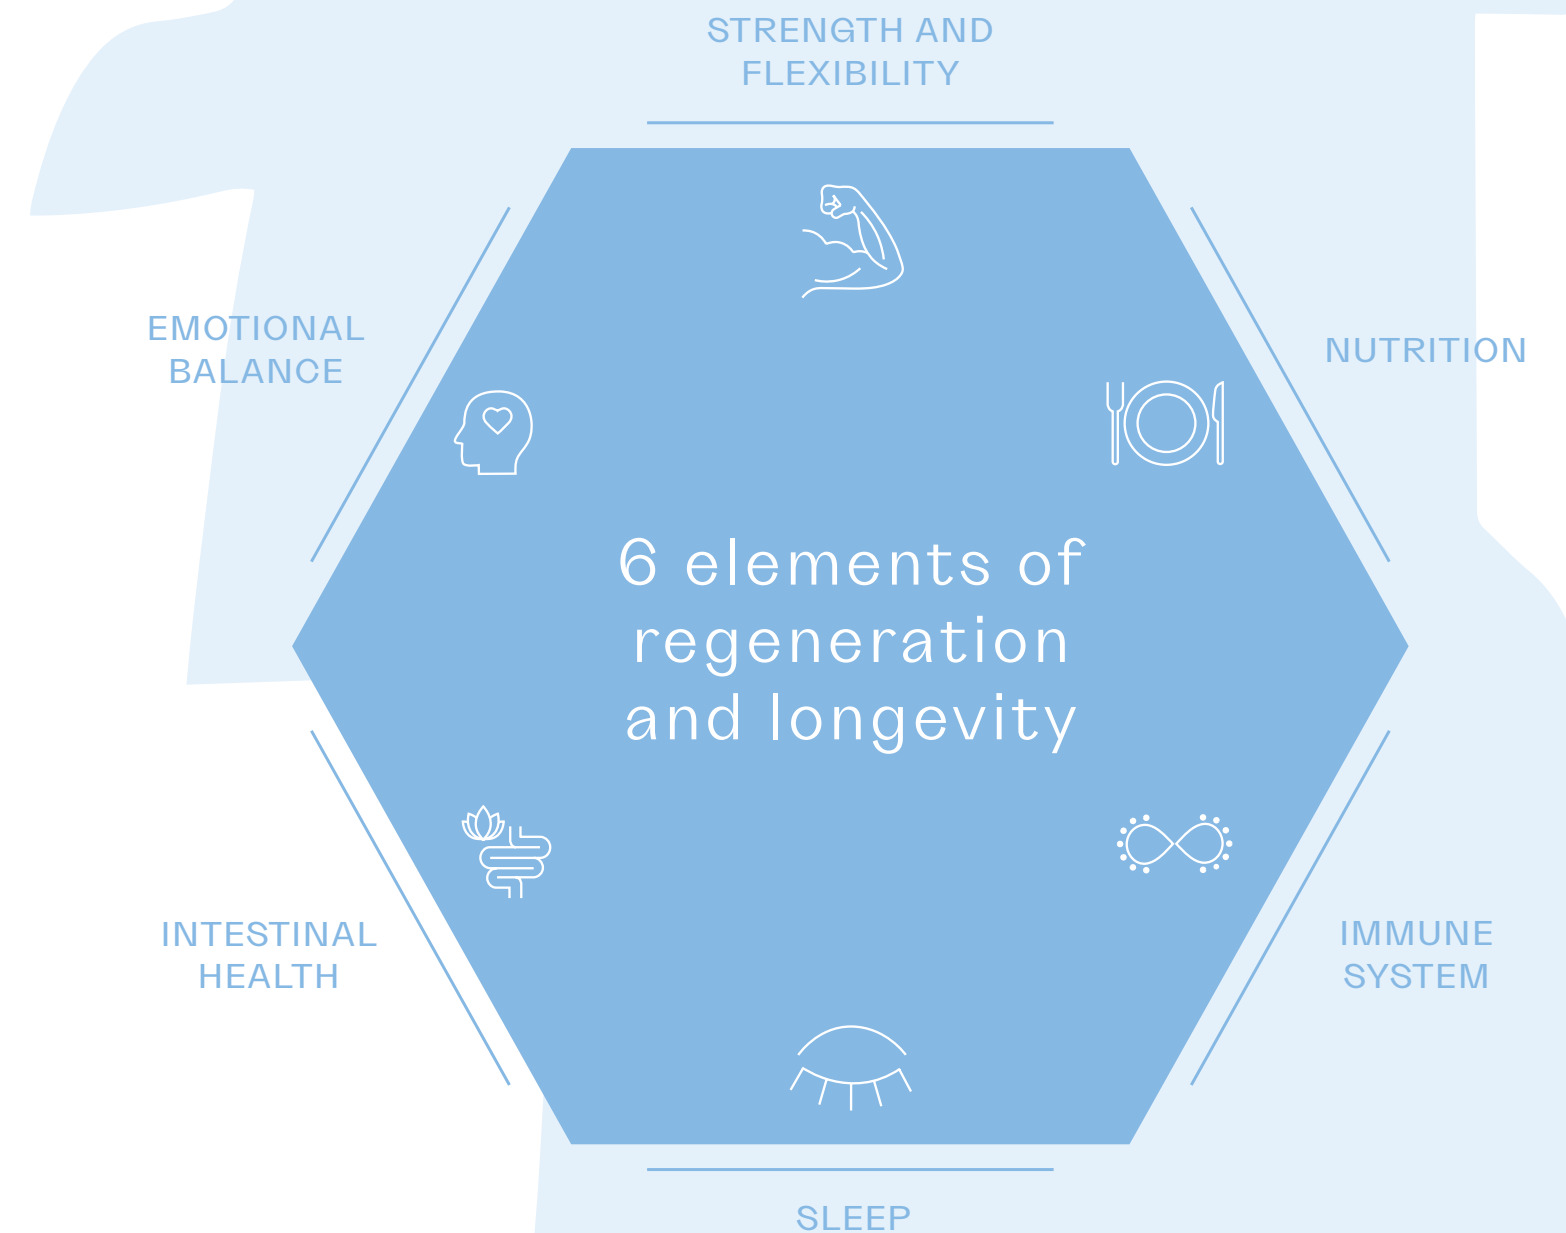 STRENGTH AND
FLEXIBILITY
EMOTIONAL
BALANCE
NUTRITION
6 elements of
regeneration
and longevity
INTESTINAL
HEALTH
IMMUNE
SYSTEM
SLEEP